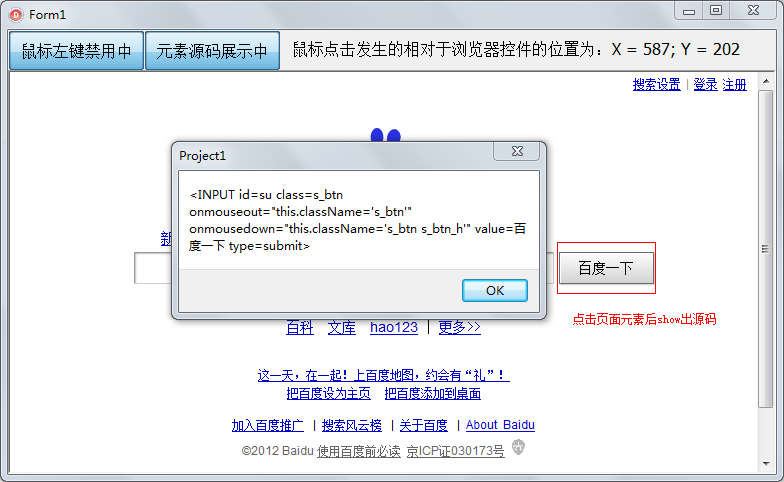 Form1
鼠标左键禁用中 元素源码展示中 鼠标点击发生的相对于浏览器控件的位置为：X = 587; Y = 202
搜索设置 | 登录 注册
Project1
<INPUT id=su class=s_btn
onmouseout="this.className='s_btn'"
onmousedown="this.className='s_btn s_btn_h'" value=百
度一下 type=submit>
OK
新
百度一下
点击页面元素后show出源码
百科 文库 hao123 | 更多>>
这一天，在一起！上百度地图，约会有“礼”！
把百度设为主页 把百度添加到桌面
加入百度推广 | 搜索风云榜 | 关于百度 | About Baidu
©2012 Baidu 使用百度前必读 京ICP证030173号